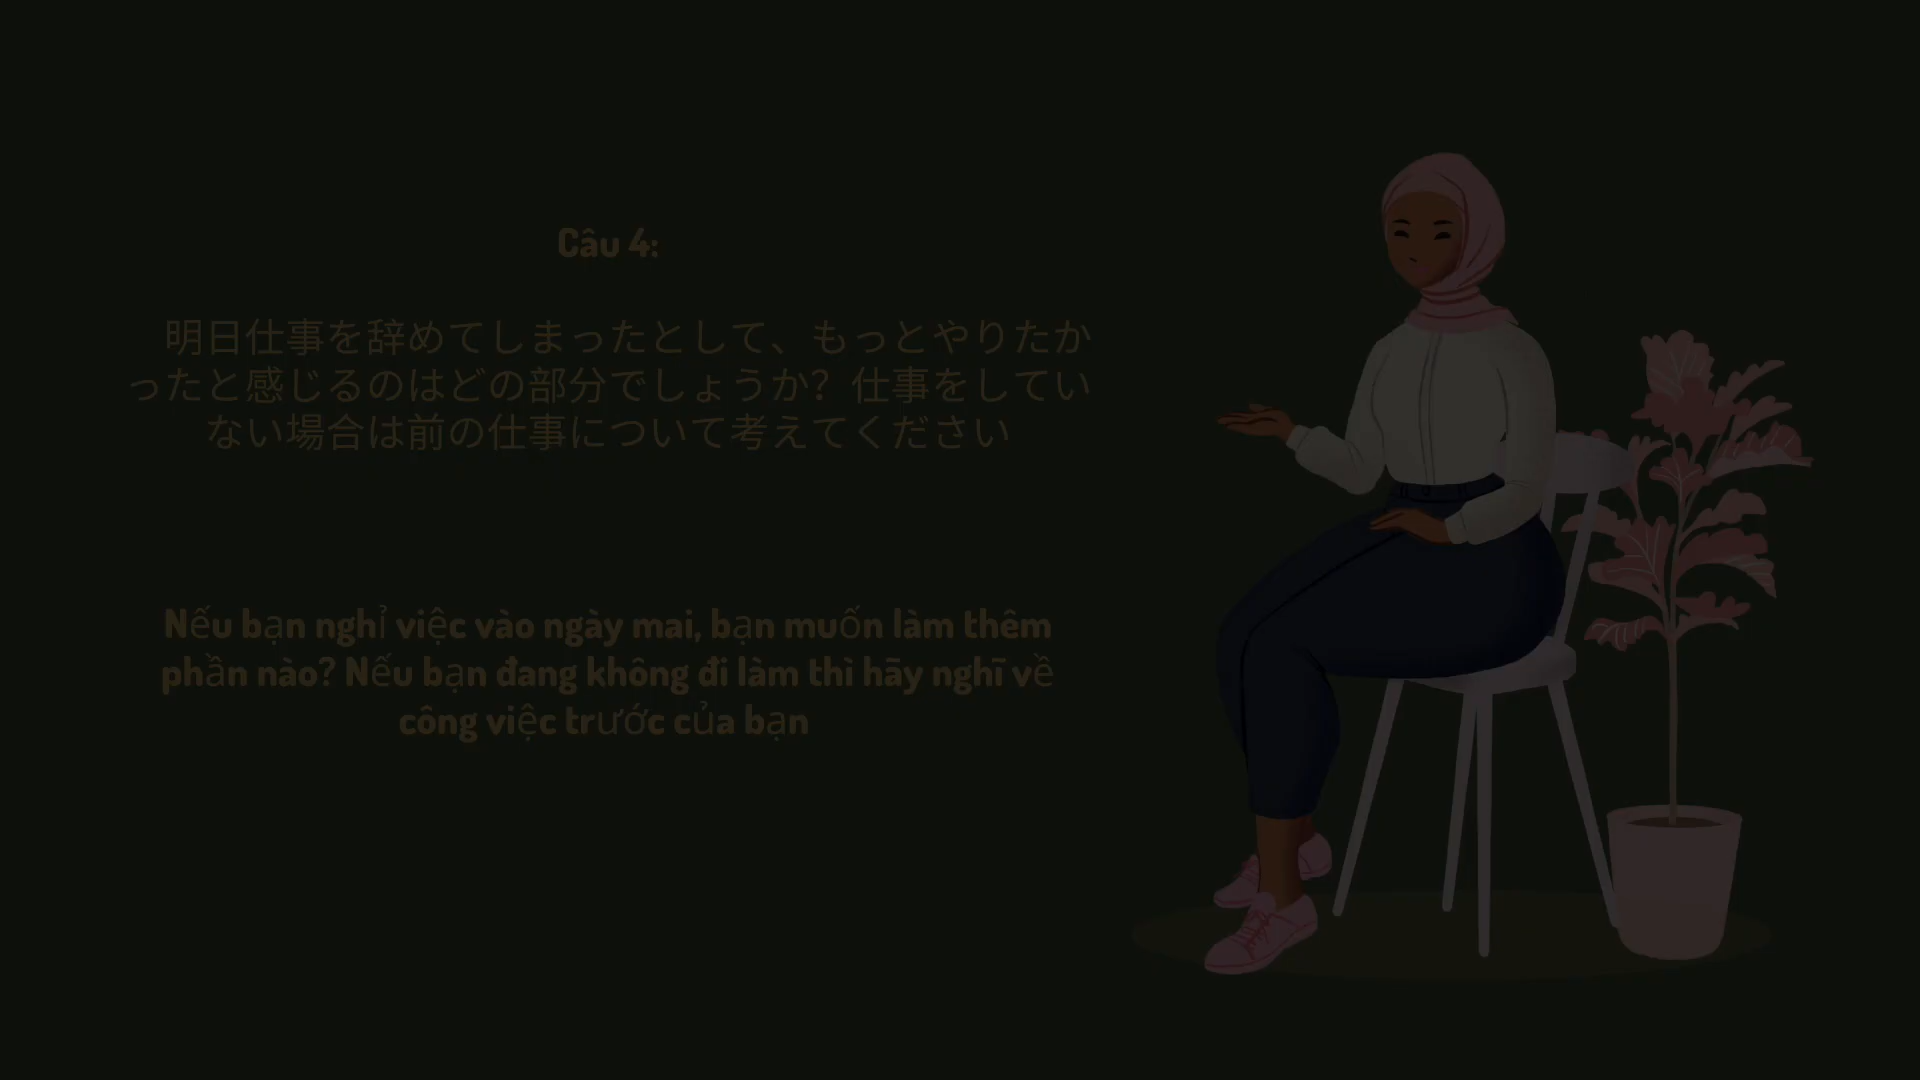 Câu 4:
明日仕事を辞めてしまったとして、もっとやりたか
ったと感じるのはどの部分でしょうか？仕事をしてい
ない場合は前の仕事について考えてください
Nếu bạn nghỉ việc vào ngày mai, bạn muốn làm thêm
phần nào? Nếu bạn đang không đi làm thì hãy nghĩ về
công việc trước của bạn